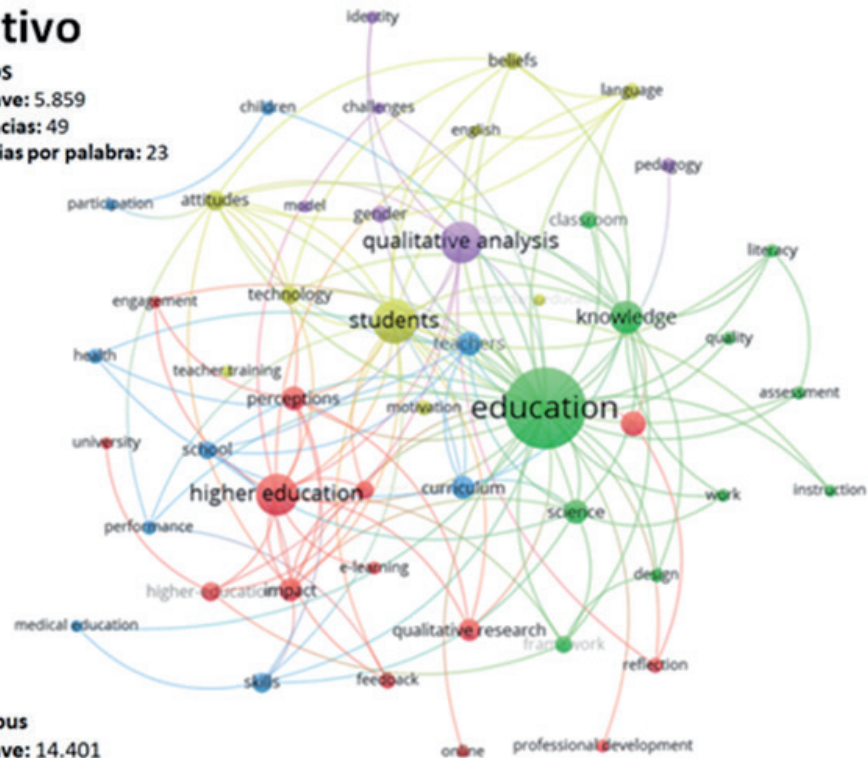 tivo
os
ve: 5.859
cias: 49
ias por palabra: 23
identity
beliefs
language
children
challenges
english
pedagogy
participation
attitudes
model
gender
classroom
qualitative analysis
literacy
engagement
technology
students
knowledge
teachers
quality
health
teacher training
perceptions
motivation
education
assessment
university
school
higher education
curriculum
work
instruction
science
performance
e-learning
design
higher-education
impact
medical education
qualitative research
framework
reflection
skills
feedback
ous
ve: 14.401
online
professional development